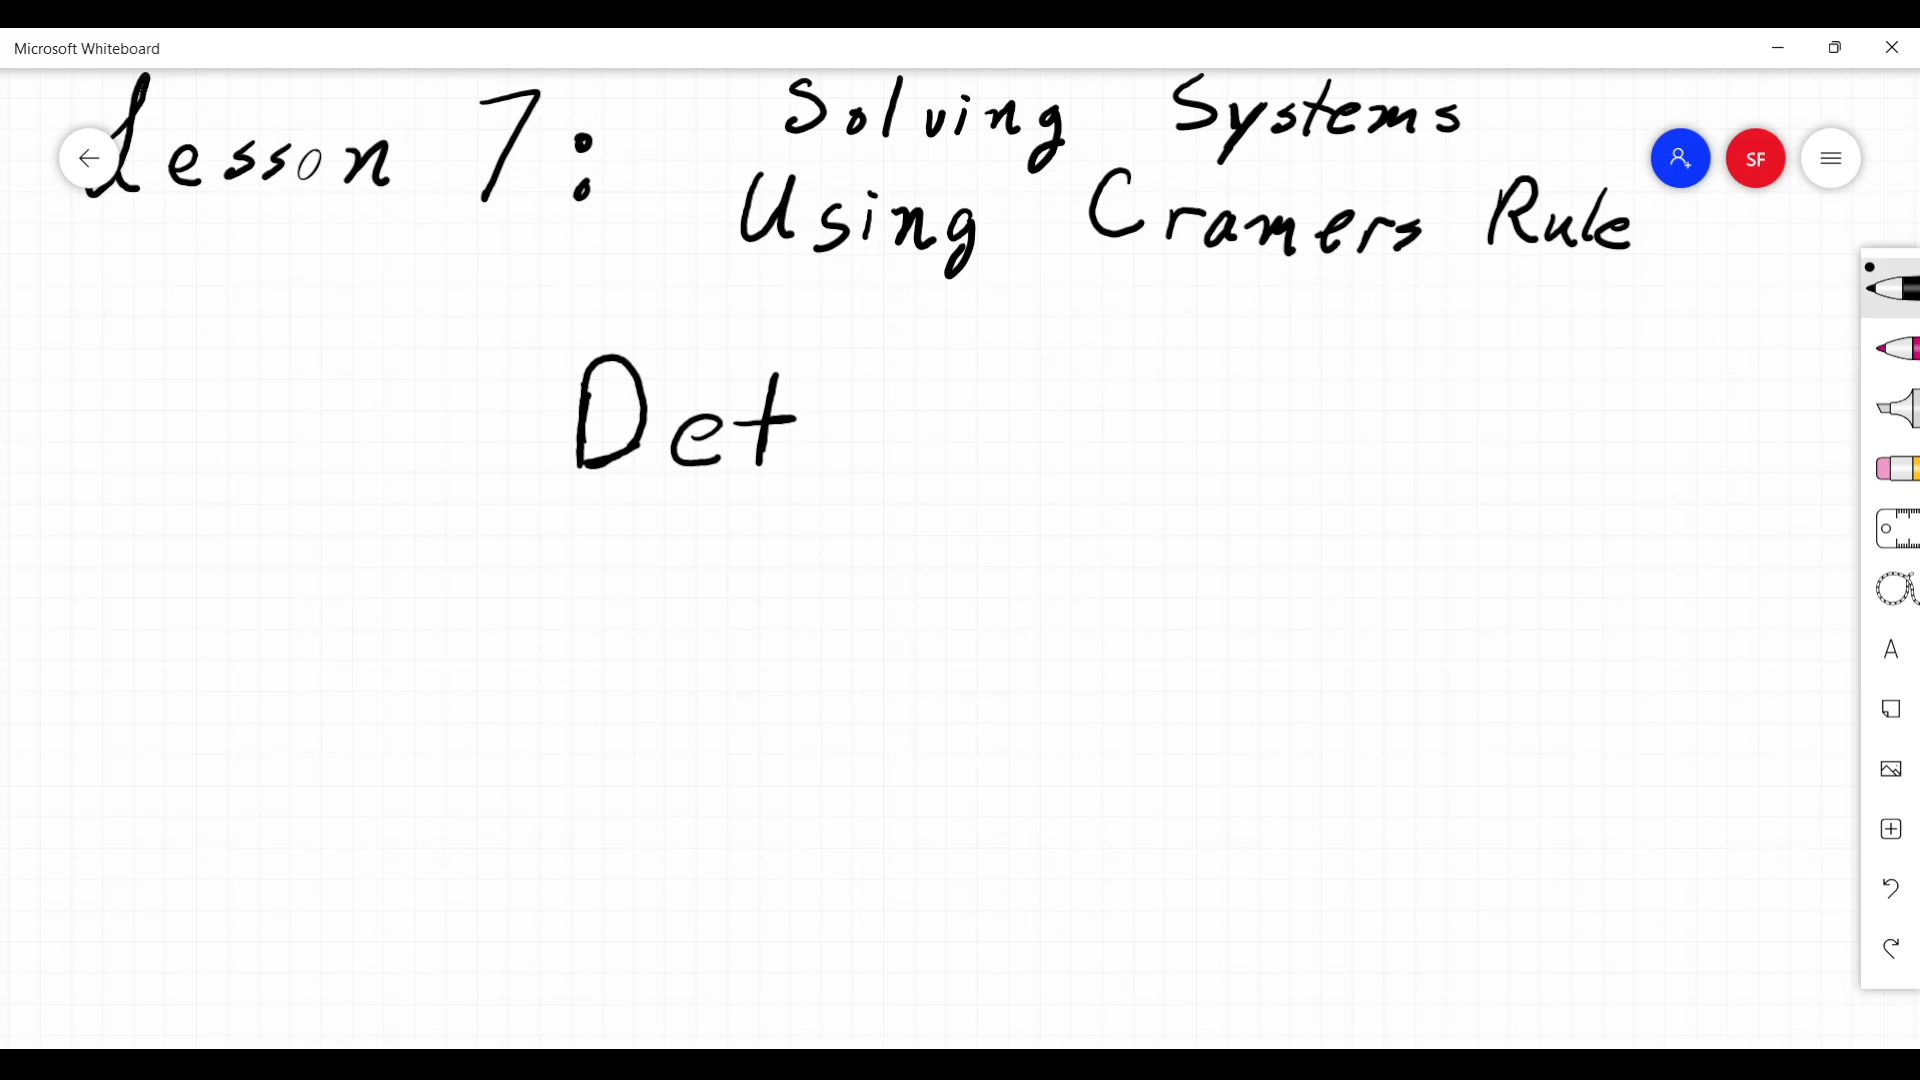 Microsoft Whiteboard
Lesson 7: Solving Systems
Using Cramers Rule
SF
Det
A